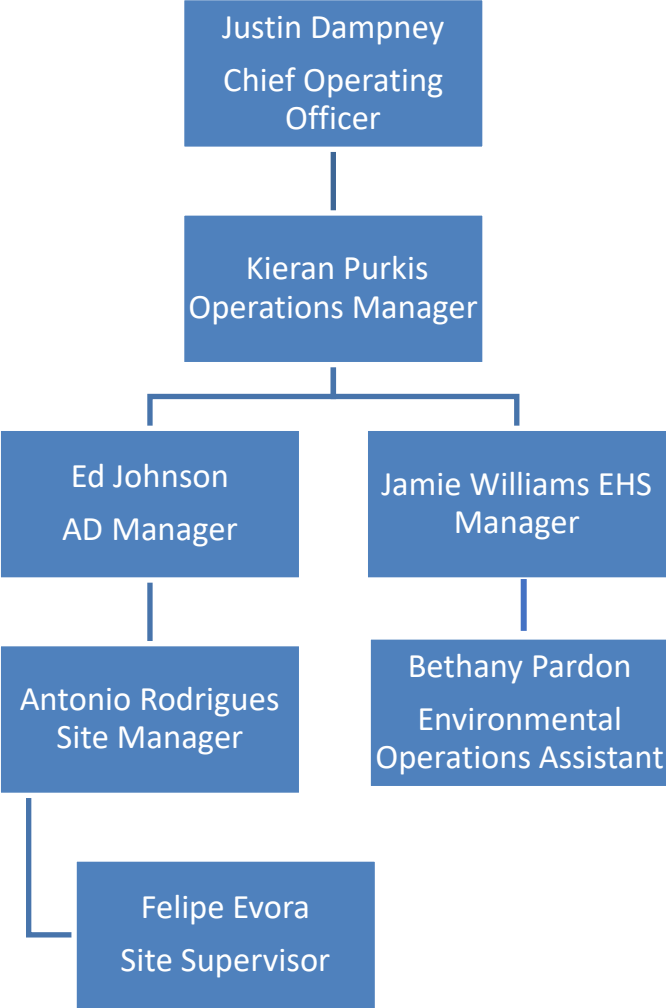 Justin Dampney
Chief Operating
Officer
Kieran Purkis
Operations Manager
Ed Johnson
AD Manager
Jamie Williams EHS
Manager
Antonio Rodrigues
Site Manager
Bethany Pardon
Environmental
Operations Assistant
Felipe Evora
Site Supervisor